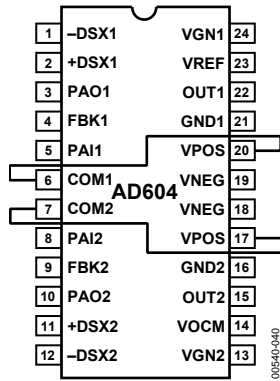 1 –DSX1 VGN1 24
2 +DSX1 VREF 23
3 PAO1 OUT1 22
4 FBK1 GND1 21
5 PAI1 VPOS 20
6 COM1 VNEG 19
AD604
7 COM2 VNEG 18
8 PAI2 VPOS 17
9 FBK2 GND2 16
10 PAO2 OUT2 15
11 +DSX2 VOCM 14
12 –DSX2 VGN2 13
00540-040